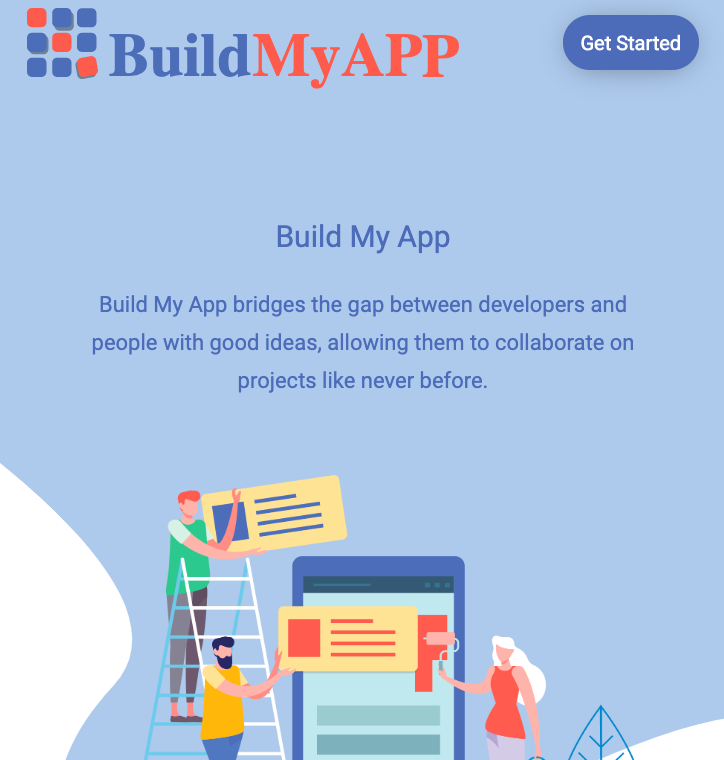 BuildMyAPP
Get Started
Build My App
Build My App bridges the gap between developers and
people with good ideas, allowing them to collaborate on
projects like never before.